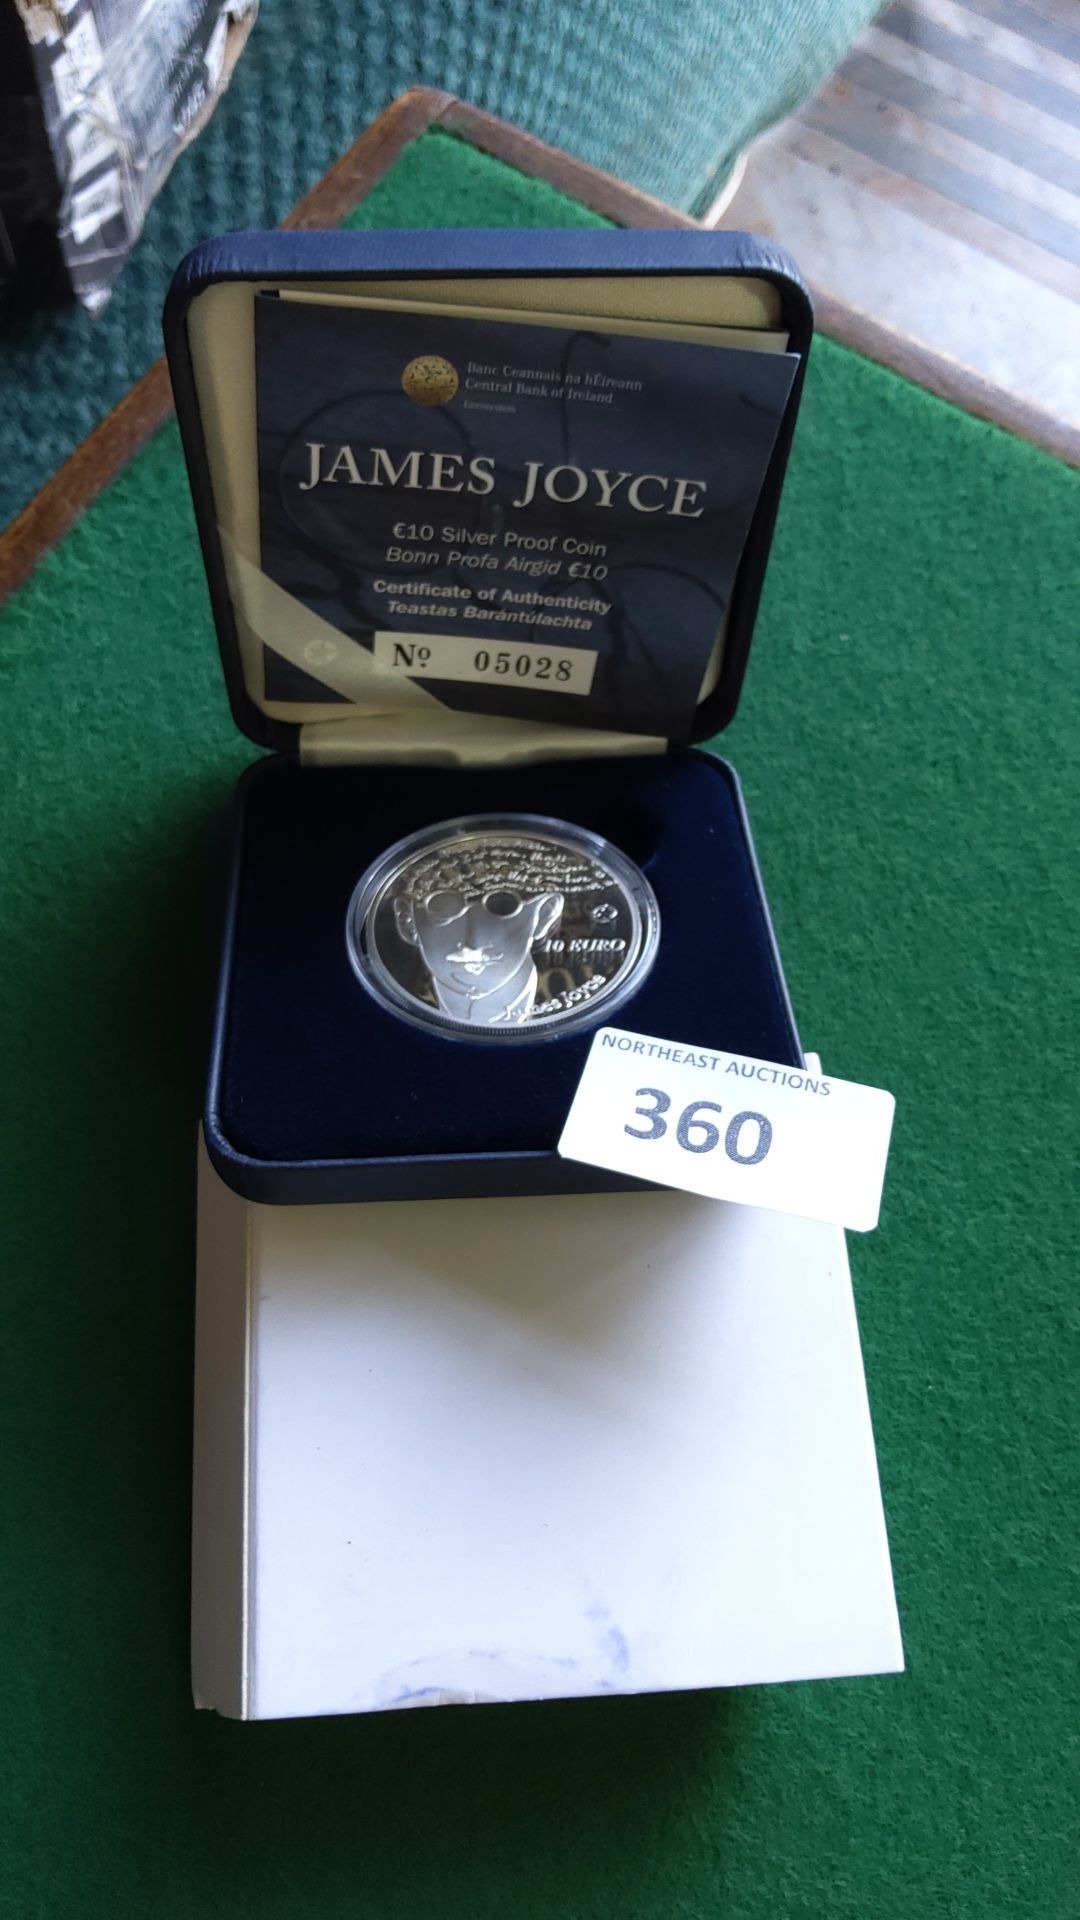 Banc Ceannais na hÉireann
Central Bank of Ireland
Eurosystem
JAMES JOYCE
€10 Silver Proof Coin
Bonn Profa Airgid €10
Certificate of Authenticity
Teastas Barántúlachta
Nº 05028
10 EURO
James Joyce
NORTHEAST AUCTIONS
360